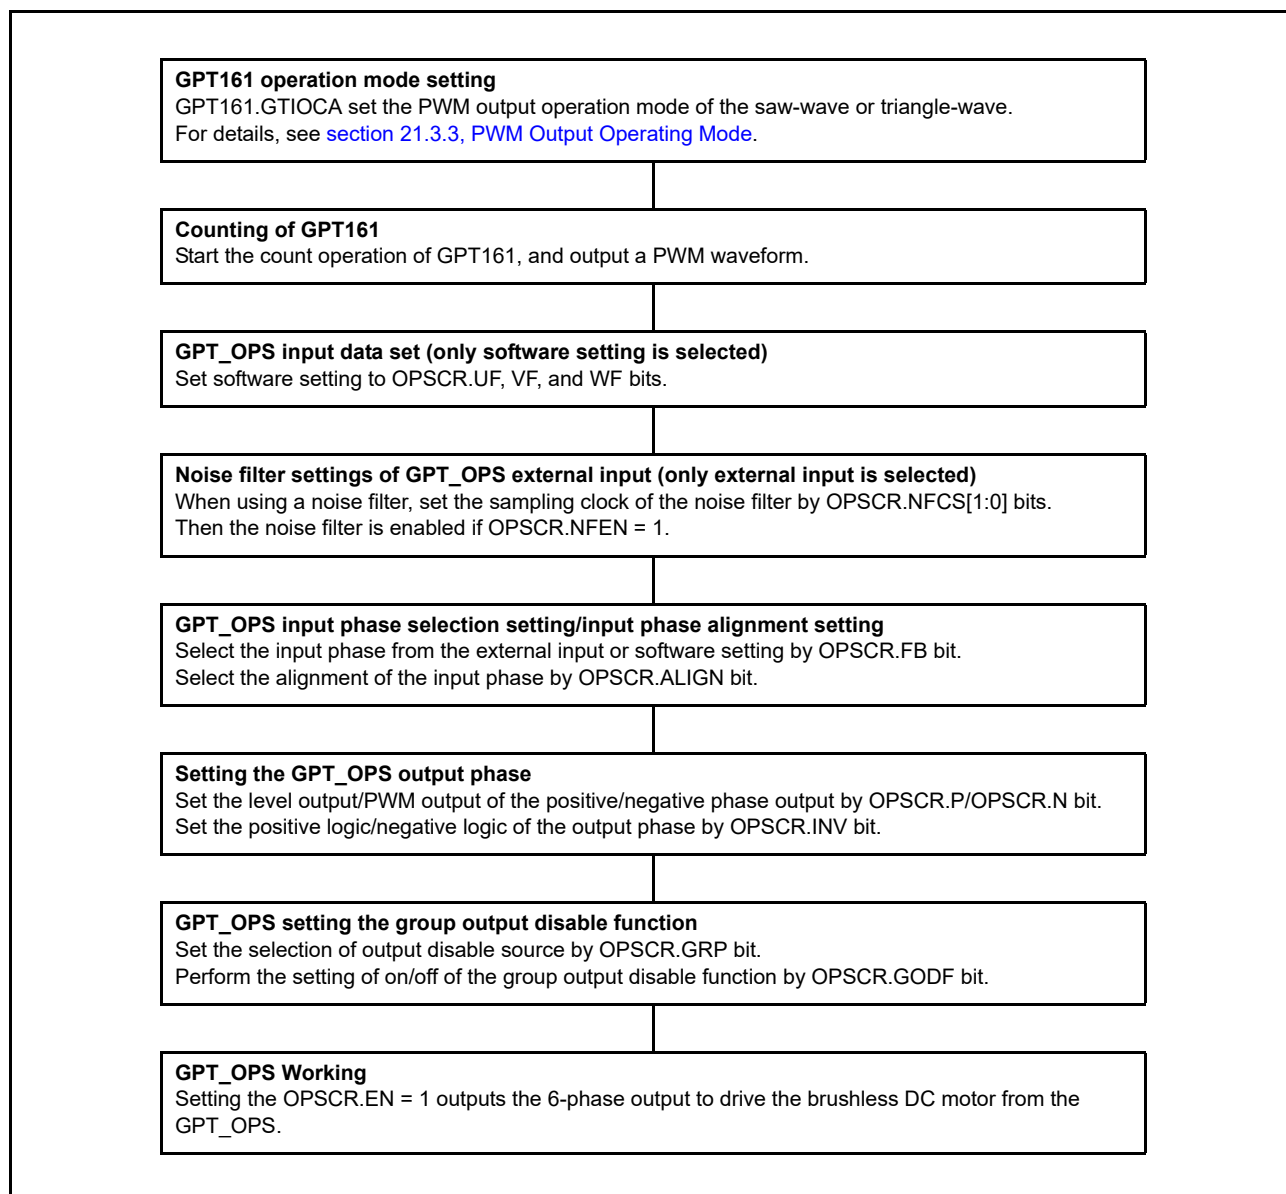 GPT161 operation mode setting
GPT161.GTIOCA set the PWM output operation mode of the saw-wave or triangle-wave.
For details, see section 21.3.3, PWM Output Operating Mode.
Counting of GPT161
Start the count operation of GPT161, and output a PWM waveform.
GPT_OPS input data set (only software setting is selected)
Set software setting to OPSCR.UF, VF, and WF bits.
Noise filter settings of GPT_OPS external input (only external input is selected)
When using a noise filter, set the sampling clock of the noise filter by OPSCR.NFCS[1:0] bits.
Then the noise filter is enabled if OPSCR.NFEN = 1.
GPT_OPS input phase selection setting/input phase alignment setting
Select the input phase from the external input or software setting by OPSCR.FB bit.
Select the alignment of the input phase by OPSCR.ALIGN bit.
Setting the GPT_OPS output phase
Set the level output/PWM output of the positive/negative phase output by OPSCR.P/OPSCR.N bit.
Set the positive logic/negative logic of the output phase by OPSCR.INV bit.
GPT_OPS setting the group output disable function
Set the selection of output disable source by OPSCR.GRP bit.
Perform the setting of on/off of the group output disable function by OPSCR.GODF bit.
GPT_OPS Working
Setting the OPSCR.EN = 1 outputs the 6-phase output to drive the brushless DC motor from the
GPT_OPS.